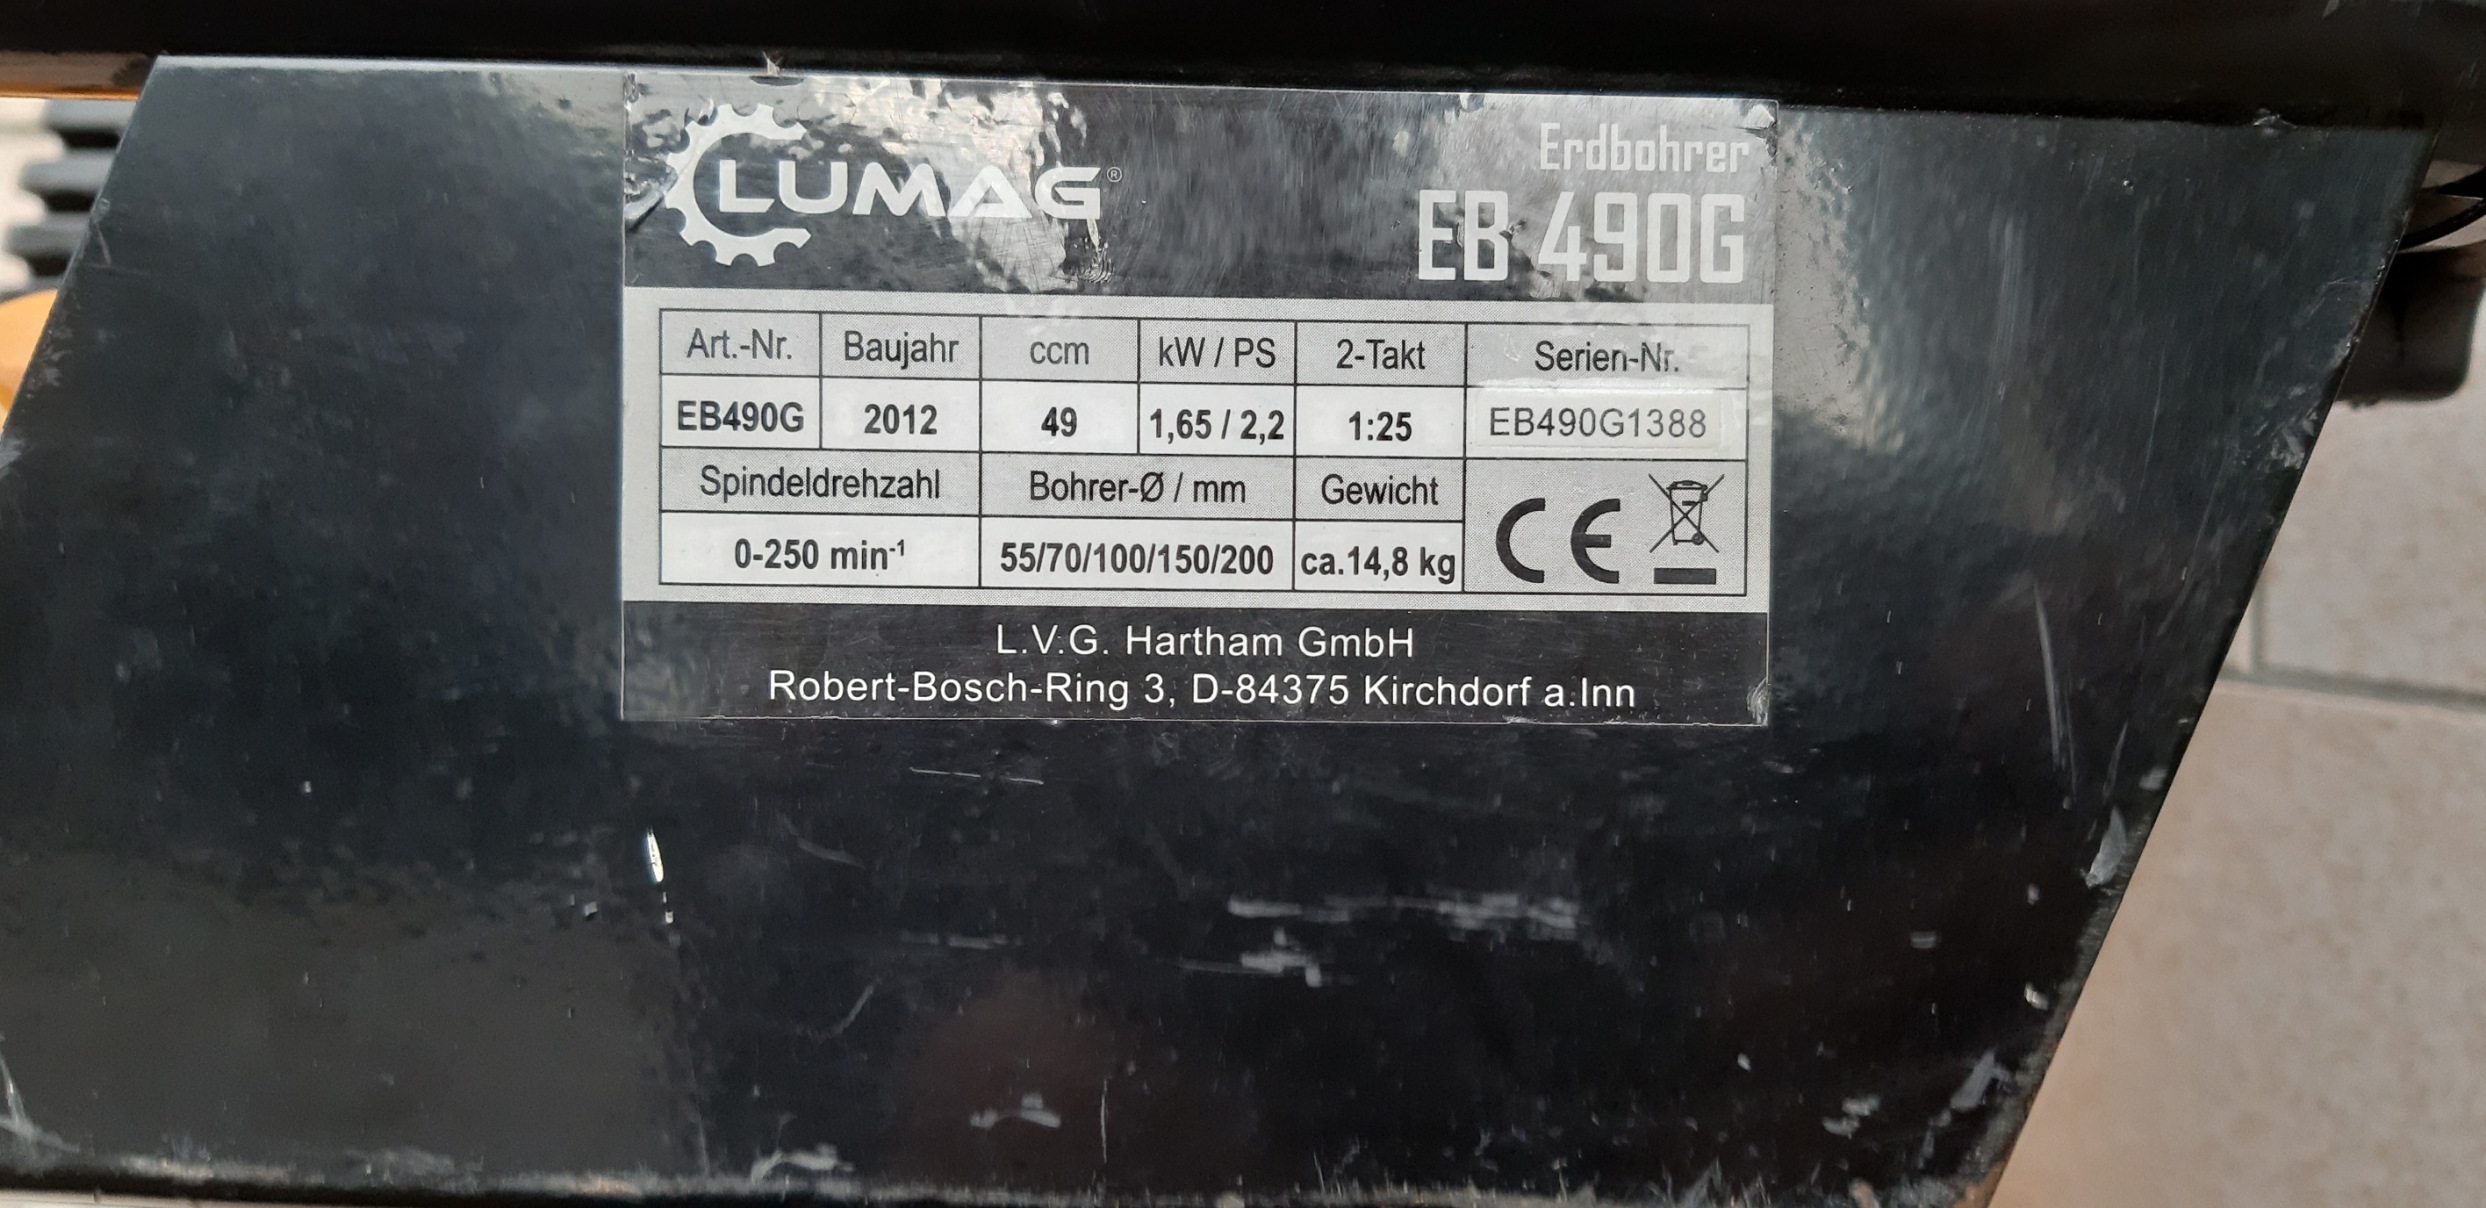 LUMAG®
Erdbohrer
EB 490G
Art.-Nr. Baujahr ccm kW / PS 2-Takt Serien-Nr.
EB490G 2012 49 1,65 / 2,2 1:25 EB490G1388
Spindeldrehzahl Bohrer-Ø / mm Gewicht
0-250 min⁻¹ 55/70/100/150/200 ca.14,8 kg CE
L.V.G. Hartham GmbH
Robert-Bosch-Ring 3, D-84375 Kirchdorf a.Inn